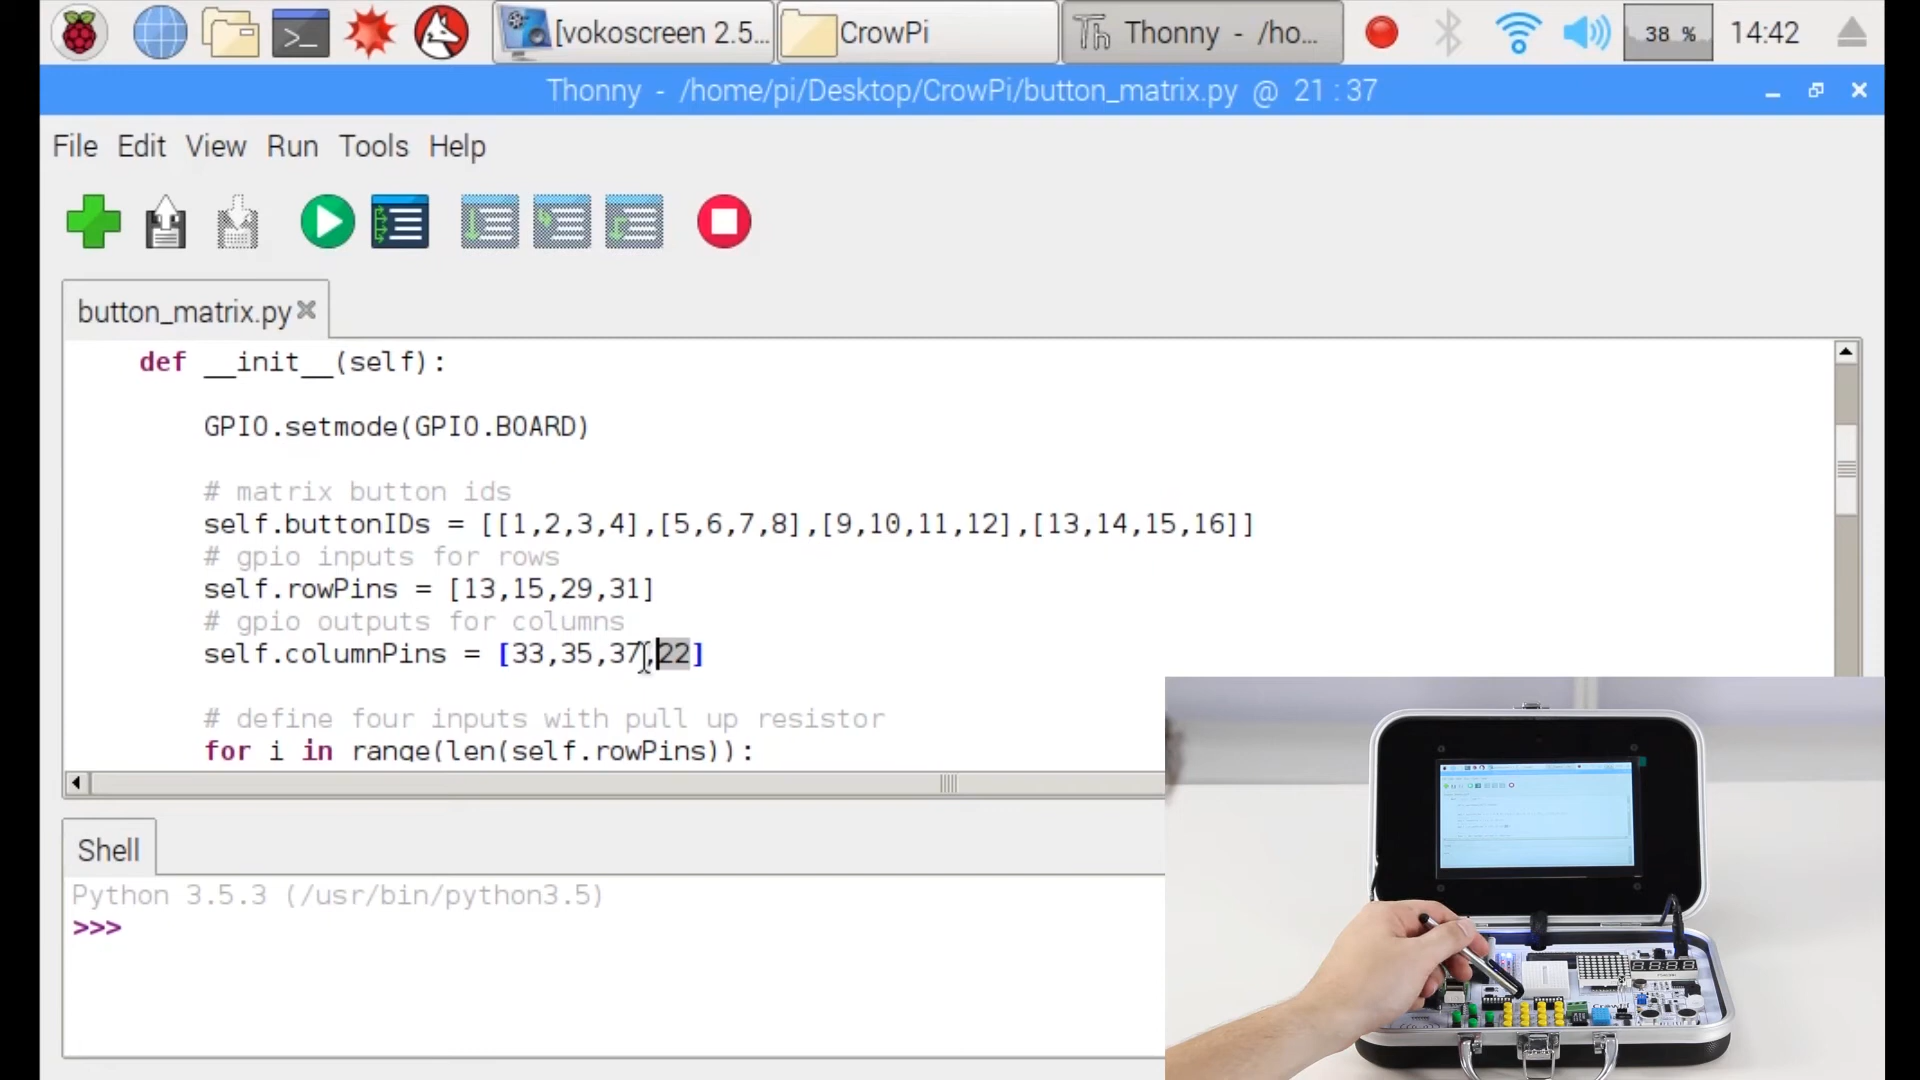 [vokoscreen 2.5...
CrowPi
Thonny - /ho...
38 %
14:42
Thonny - /home/pi/Desktop/CrowPi/button_matrix.py @ 21 : 37
File Edit View Run Tools Help
button_matrix.py
def __init__(self):
GPIO.setmode(GPIO.BOARD)
# matrix button ids
self.buttonIDs = [[1,2,3,4],[5,6,7,8],[9,10,11,12],[13,14,15,16]]
# gpio inputs for rows
self.rowPins = [13,15,29,31]
# gpio outputs for columns
self.columnPins = [33,35,37,22]
# define four inputs with pull up resistor
for i in range(len(self.rowPins)):
Shell
Python 3.5.3 (/usr/bin/python3.5)
>>>